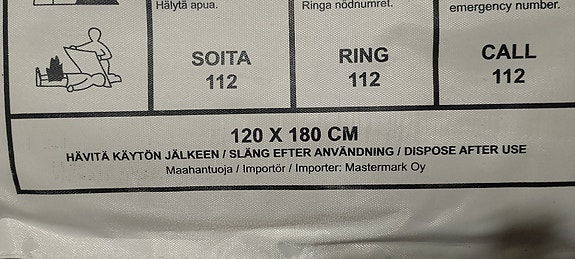 Hälytä apua.
Ringa nödnumret.
emergency number.
SOITA
112
RING
112
CALL
112
120 X 180 CM
HÄVITÄ KÄYTÖN JÄLKEEN / SLÄNG EFTER ANVÄNDNING / DISPOSE AFTER USE
Maahantuoja / Importör / Importer: Mastermark Oy